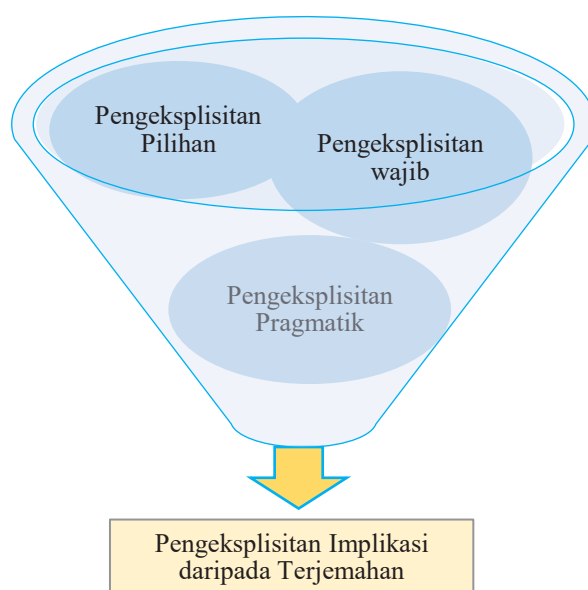 Pengeksplisitan
Pilihan
Pengeksplisitan
wajib
Pengeksplisitan
Pragmatik
Pengeksplisitan Implikasi
daripada Terjemahan